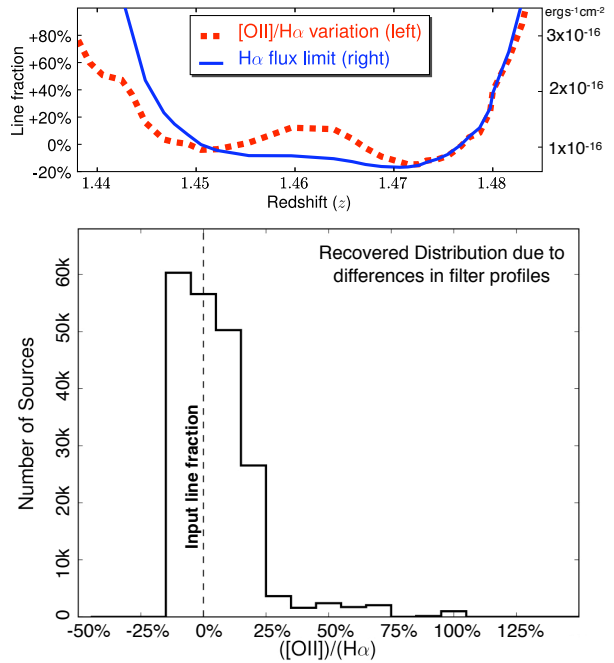 ergs-1cm-2
+80%
+60%
+40%
+20%
0%
-20%
Line fraction
[OII]/Hα variation (left)
Hα flux limit (right)
3x10-16
2x10-16
1x10-16
1.44
1.45
1.46
1.47
1.48
Redshift (z)
Recovered Distribution due to
differences in filter profiles
Number of Sources
60k
50k
40k
30k
20k
10k
0
Input line fraction
-50%
-25%
0%
25%
50%
75%
100%
125%
([OII])/(Hα)